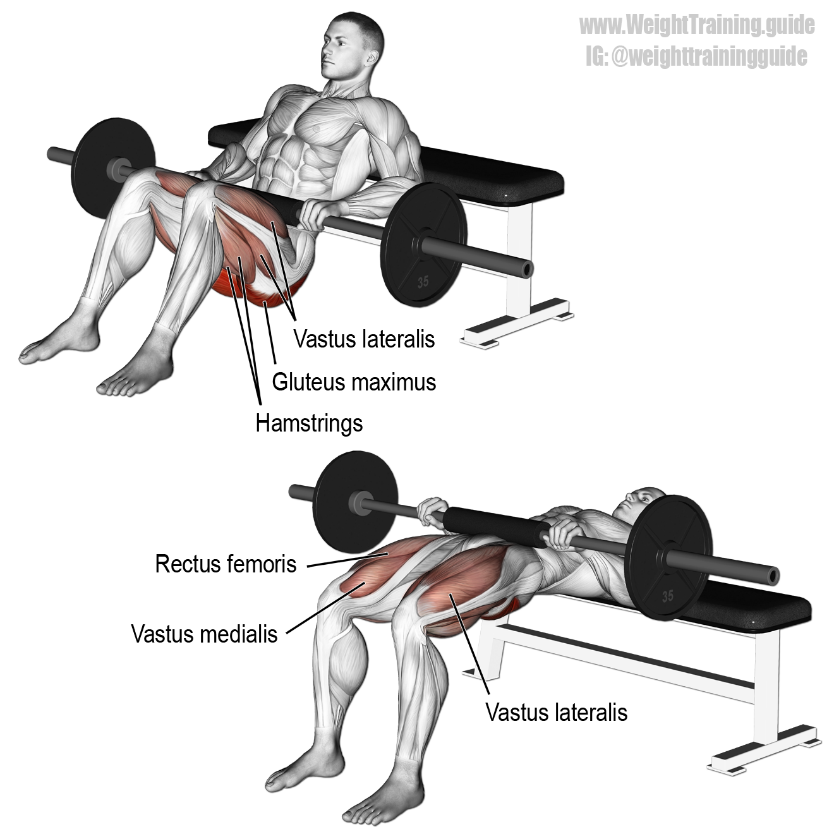 www.WeightTraining.guide
IG: @weighttrainingguide
35
Vastus lateralis
Gluteus maximus
Hamstrings
Rectus femoris
35
Vastus medialis
Vastus lateralis